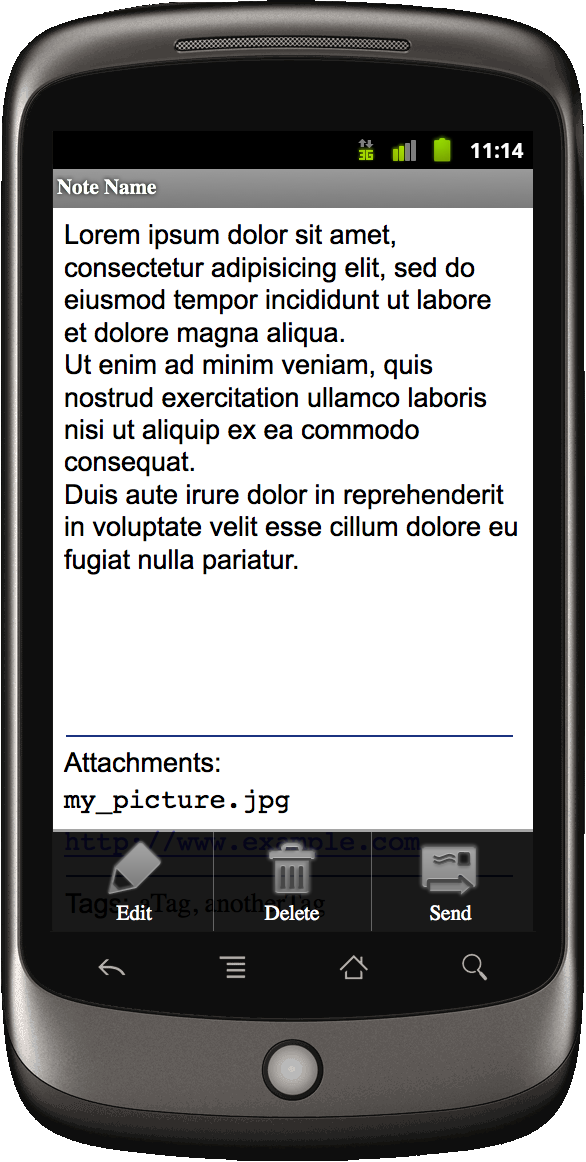 3G
11:14
Note Name
Lorem ipsum dolor sit amet,
consectetur adipisicing elit, sed do
eiusmod tempor incididunt ut labore
et dolore magna aliqua.
Ut enim ad minim veniam, quis
nostrud exercitation ullamco laboris
nisi ut aliquip ex ea commodo
consequat.
Duis aute irure dolor in reprehenderit
in voluptate velit esse cillum dolore eu
fugiat nulla pariatur.
Attachments:
my_picture.jpg
http://www.example.com
Tags: aTag, anotherTag
Edit Delete Send